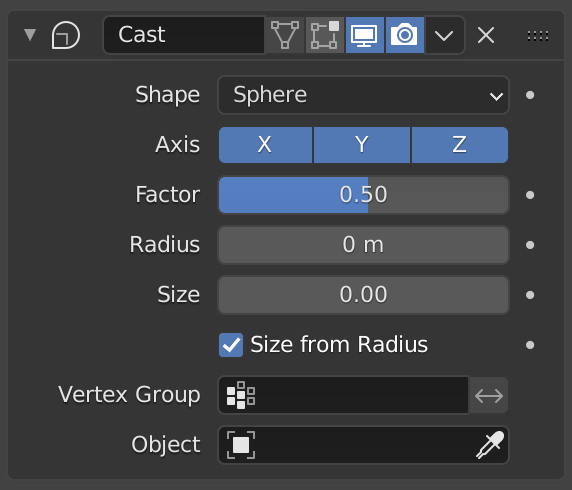 Cast
Shape Sphere
Axis X Y Z
Factor 0.50
Radius 0 m
Size 0.00
Size from Radius
Vertex Group
Object